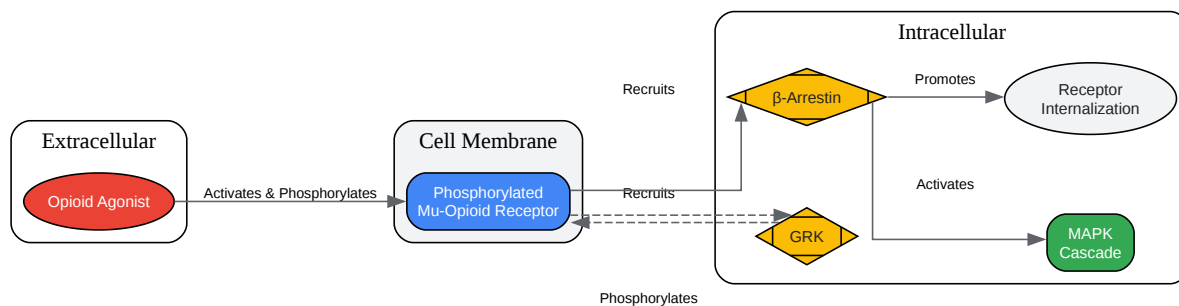 Intracellular
Recruits
β-Arrestin
Promotes
Receptor
Internalization
Extracellular
Cell Membrane
Opioid Agonist
Activates & Phosphorylates
Phosphorylated
Mu-Opioid Receptor
Recruits
Activates
GRK
MAPK
Cascade
Phosphorylates